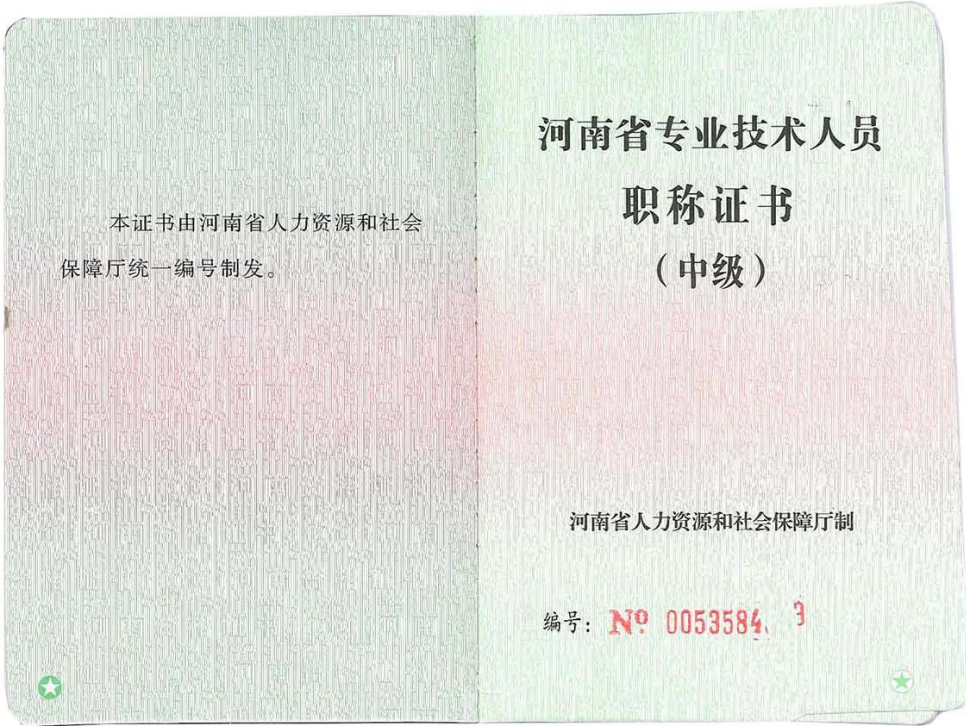 本证书由河南省人力资源和社会
保障厅统一编号制发。
河南省专业技术人员
职称证书
（中级）
河南省人力资源和社会保障厅制
编号：Nº 0053584、3